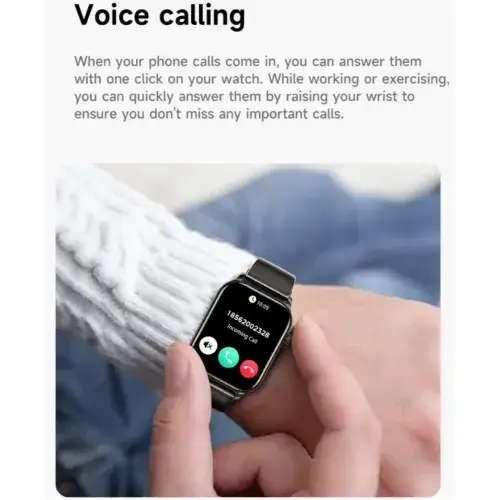 Voice calling
When your phone calls come in, you can answer them
with one click on your watch. While working or exercising,
you can quickly answer them by raising your wrist to
ensure you don't miss any important calls.
18:09
18562002328
Incoming Call